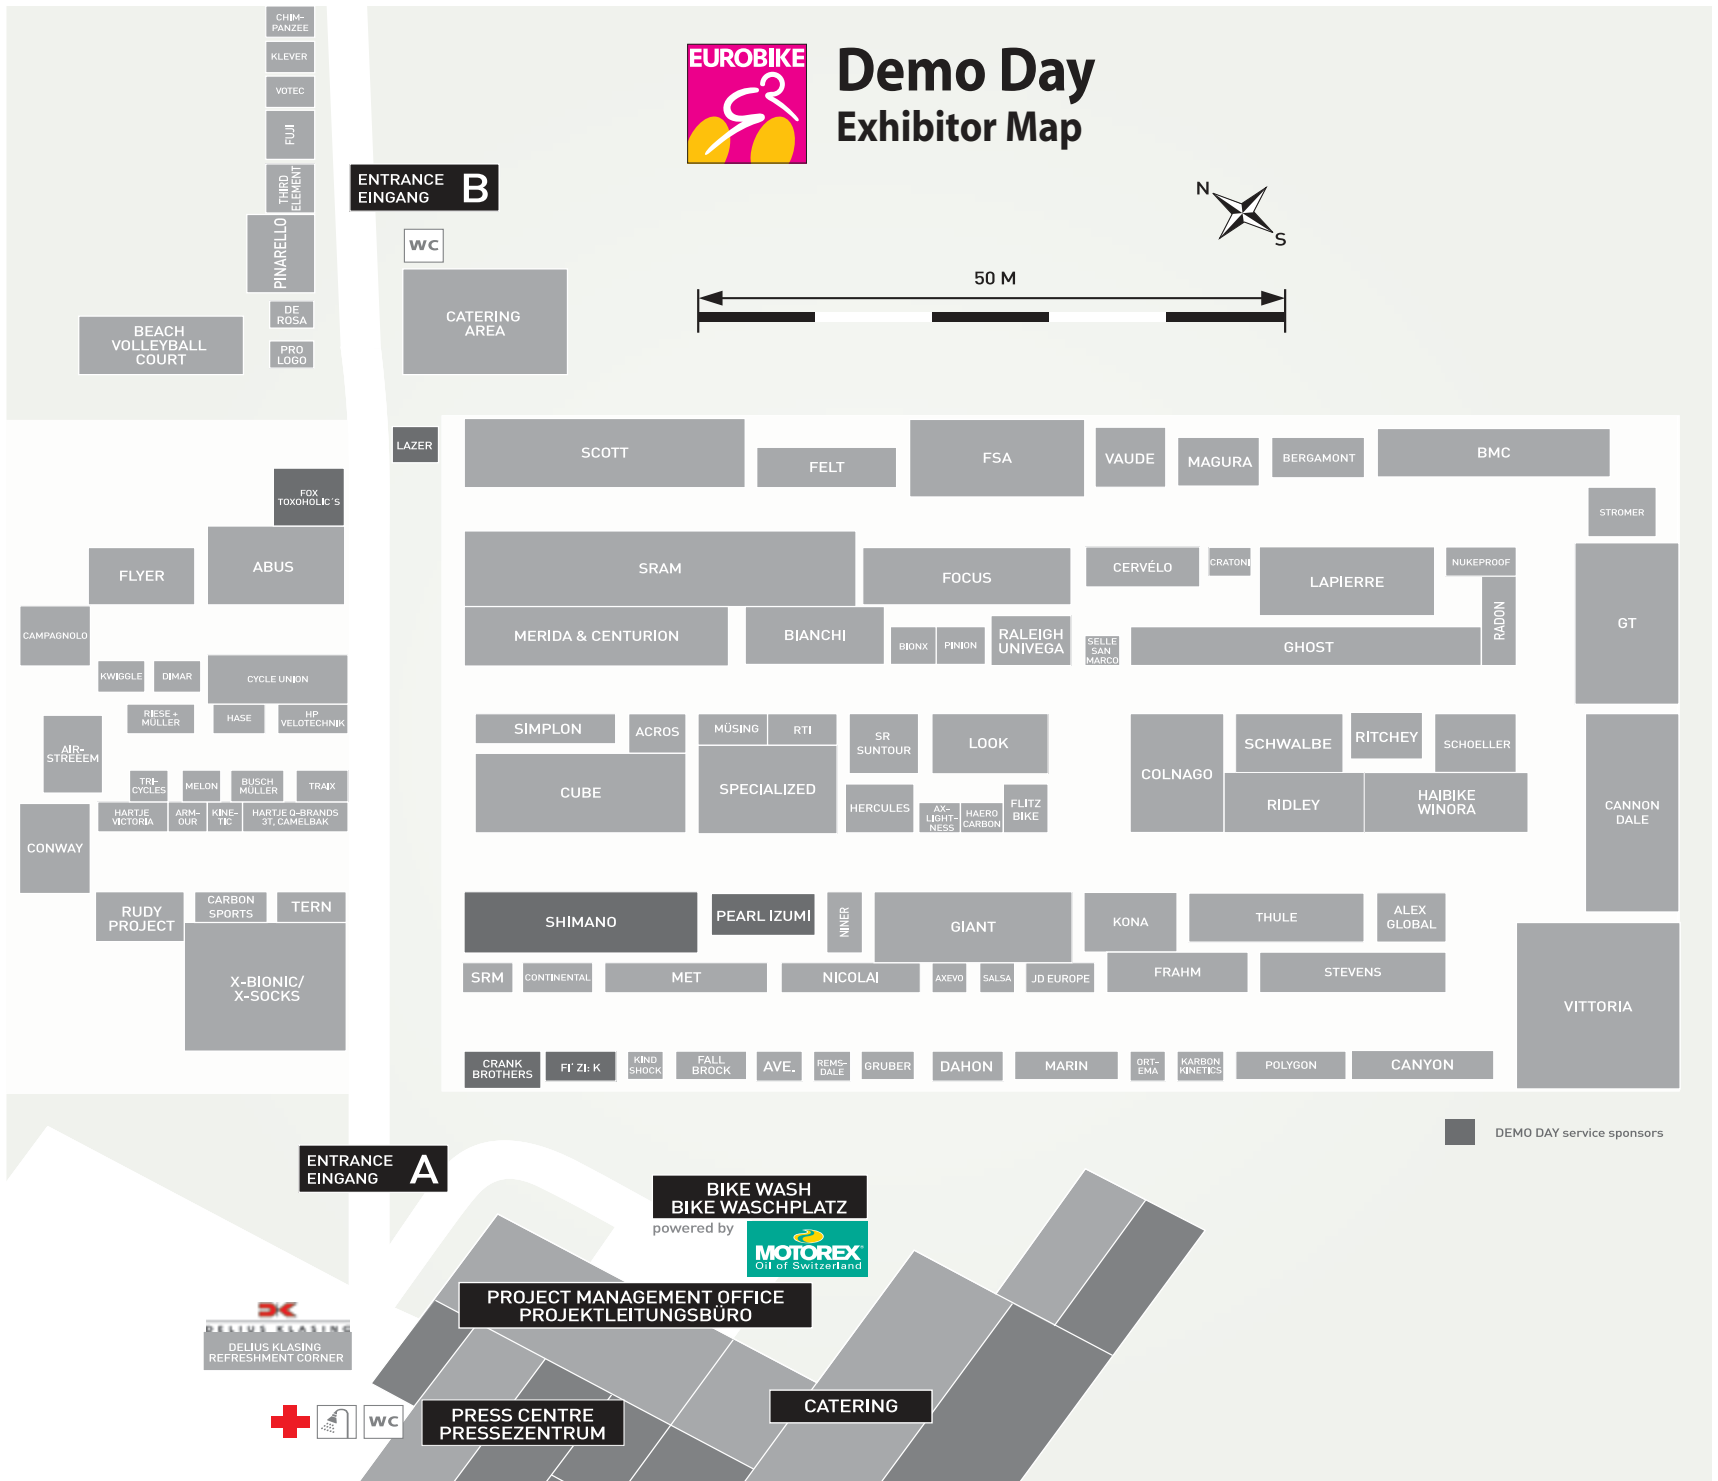 CHIM-
PANZEE
KLEVER
VOTEC
FUJI
THIRD
ELEMENT
PINARELLO
DE
ROSA
PRO
LOGO
BEACH
VOLLEYBALL
COURT
ENTRANCE
EINGANG
B
WC
CATERING
AREA
EUROBIKE
Demo Day
Exhibitor Map
N
S
50 M
LAZER
FOX
TOXOHOLIC´S
ABUS
FLYER
CAMPAGNOLO
KWIGGLE
DIMAR
CYCLE UNION
RIESE +
MÜLLER
HASE
HP
VELOTECHNIK
AIR-
STREEEM
TRI-
CYCLES
MELON
BUSCH
MÜLLER
TRAIX
HARTJE
VICTORIA
ARM-
OUR
KINE-
TIC
HARTJE Q-BRANDS
3T, CAMELBAK
CONWAY
RUDY
PROJECT
CARBON
SPORTS
TERN
X-BIONIC/
X-SOCKS
SCOTT
FELT
FSA
VAUDE
MAGURA
BERGAMONT
BMC
STROMER
SRAM
FOCUS
CERVÉLO
CRATONI
LAPIERRE
NUKEPROOF
RADON
GT
MERIDA & CENTURION
BIANCHI
BIONX
PINION
RALEIGH
UNIVEGA
SELLE
SAN
MARCO
GHOST
SIMPLON
ACROS
MÜSING
RTI
SR
SUNTOUR
LOOK
COLNAGO
SCHWALBE
RITCHEY
SCHOELLER
CUBE
SPECIALIZED
HERCULES
AX-
LIGHT-
NESS
HAERO
CARBON
FLITZ
BIKE
RIDLEY
HAIBIKE
WINORA
CANNON
DALE
SHIMANO
PEARL IZUMI
NINER
GIANT
KONA
THULE
ALEX
GLOBAL
SRM
CONTINENTAL
MET
NICOLAI
AXEVO
SALSA
JD EUROPE
FRAHM
STEVENS
VITTORIA
CRANK
BROTHERS
FI´ZI:K
KIND
SHOCK
FALL
BROCK
AVE.
REMS-
DALE
GRUBER
DAHON
MARIN
ORT-
EMA
KARBON
KINETICS
POLYGON
CANYON
DEMO DAY service sponsors
ENTRANCE
EINGANG
A
BIKE WASH
BIKE WASCHPLATZ
powered by
MOTOREX
Oil of Switzerland
PROJECT MANAGEMENT OFFICE
PROJEKTLEITUNGSBÜRO
DELIUS KLASING
DELIUS KLASING
REFRESHMENT CORNER
WC
PRESS CENTRE
PRESSEZENTRUM
CATERING